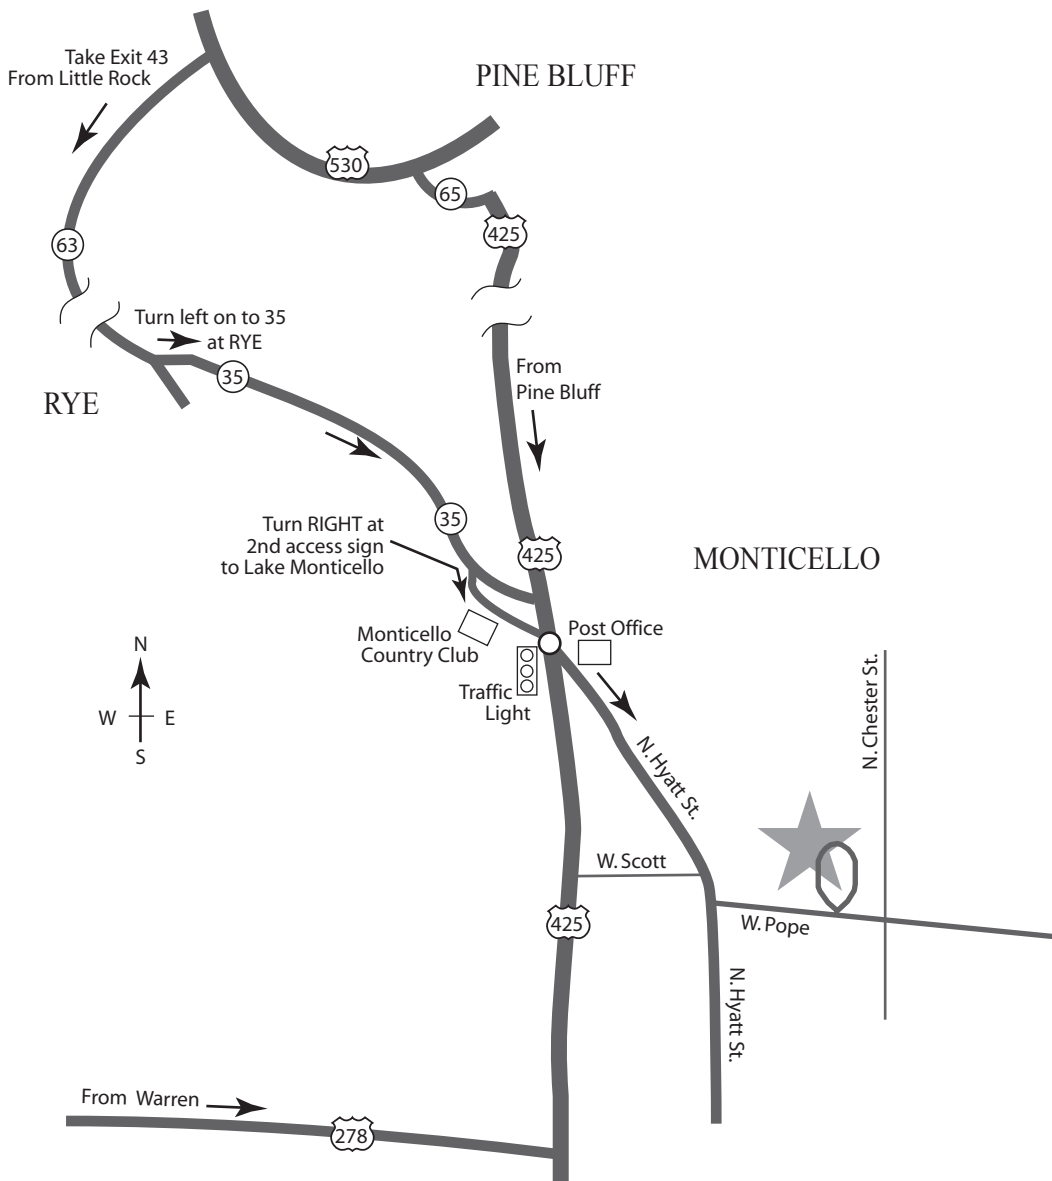 Take Exit 43
From Little Rock
PINE BLUFF
530
65
425
63
Turn left on to 35
at RYE
35
RYE
From
Pine Bluff
35
Turn RIGHT at
2nd access sign
to Lake Monticello
425
MONTICELLO
Post Office
Monticello
Country Club
Traffic
Light
N
W E
S
N. Chester St.
N. Hyatt St.
W. Scott
425
W. Pope
N. Hyatt St.
From Warren
278